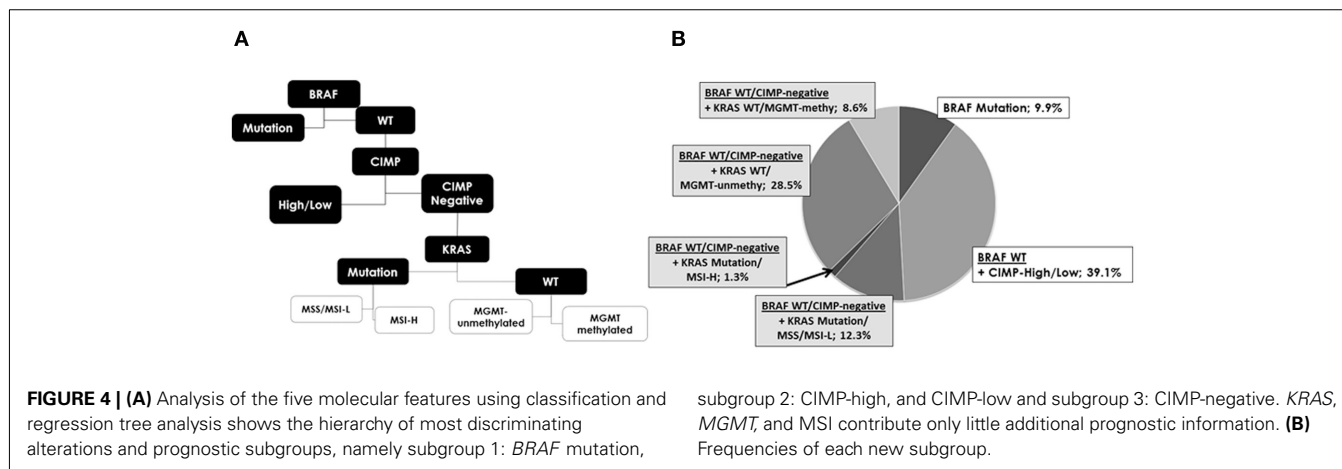 A
BRAF
Mutation
WT
CIMP
High/Low
CIMP
Negative
KRAS
Mutation
WT
MSS/MSI-L
MSI-H
MGMT-
unmethylated
MGMT
methylated
B
BRAF WT/CIMP-negative
+ KRAS WT/MGMT-methy; 8.6%
BRAF Mutation; 9.9%
BRAF WT/CIMP-negative
+ KRAS WT/
MGMT-unmethy; 28.5%
BRAF WT/CIMP-negative
+ KRAS Mutation/
MSI-H; 1.3%
BRAF WT
+ CIMP-High/Low; 39.1%
BRAF WT/CIMP-negative
+ KRAS Mutation/
MSS/MSI-L; 12.3%
FIGURE 4 | (A) Analysis of the five molecular features using classification and
regression tree analysis shows the hierarchy of most discriminating
alterations and prognostic subgroups, namely subgroup 1: BRAF mutation,
subgroup 2: CIMP-high, and CIMP-low and subgroup 3: CIMP-negative. KRAS,
MGMT, and MSI contribute only little additional prognostic information. (B)
Frequencies of each new subgroup.